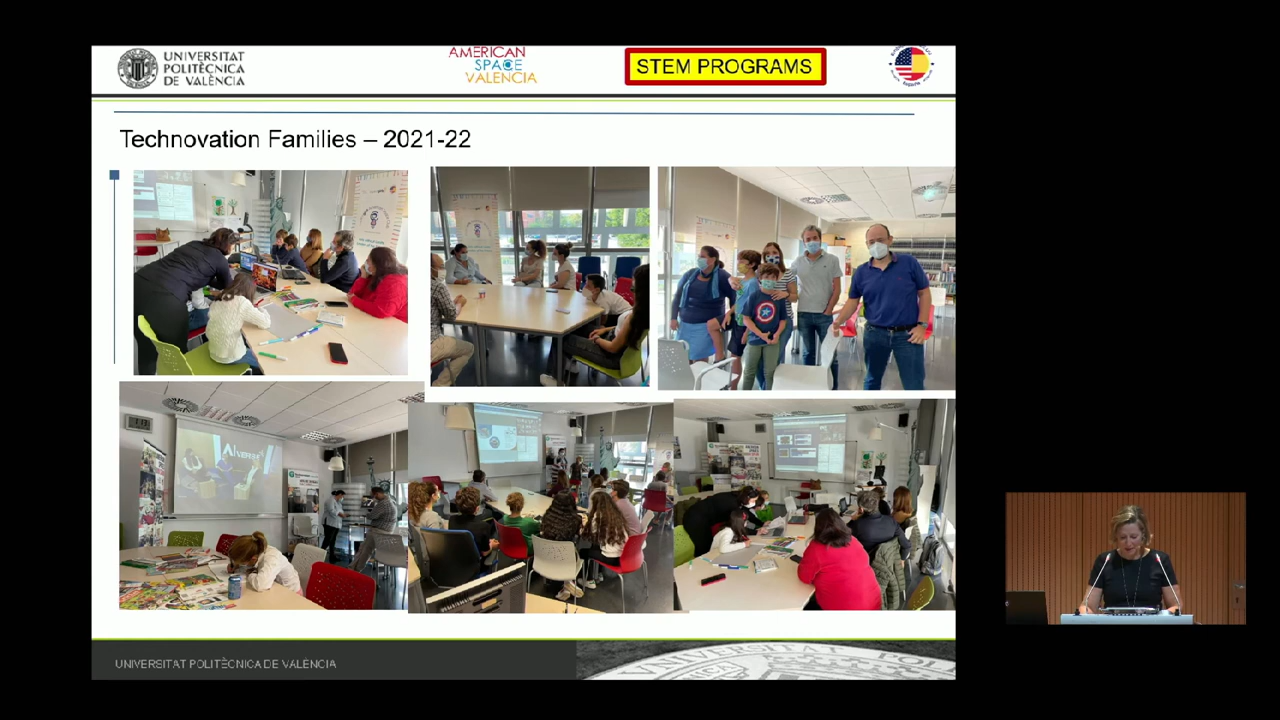 UNIVERSITAT
POLITÈCNICA
DE VALÈNCIA
AMERICAN
SPACE
VALENCIA
STEM PROGRAMS
Technovation Families – 2021-22
UNIVERSITAT POLITÈCNICA DE VALÈNCIA